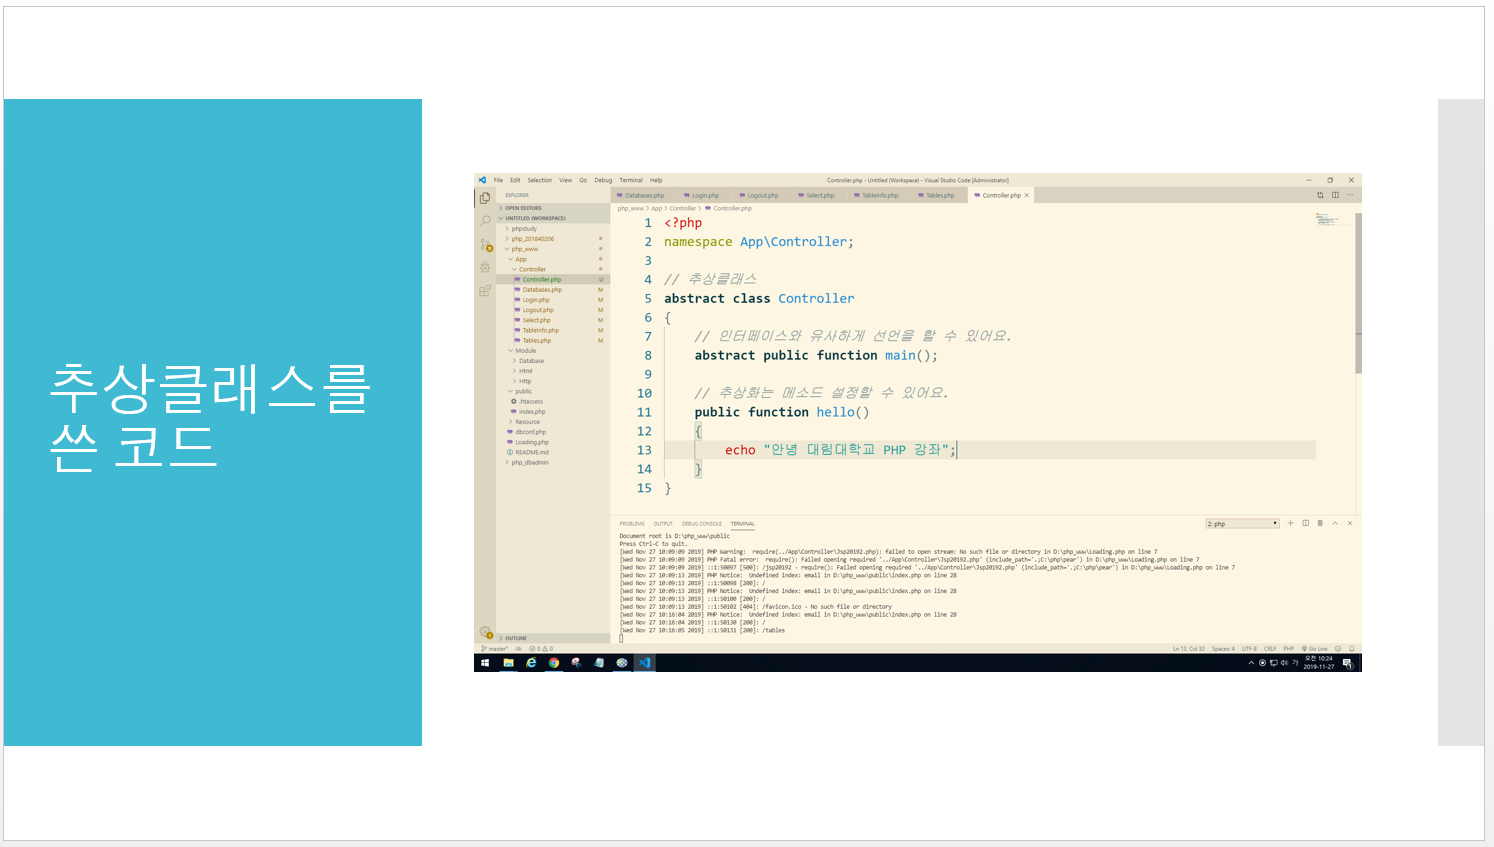 추상클래스를
쓴 코드
File Edit Selection View Go Debug Terminal Help
Controller.php - Untitled (Workspace) - Visual Studio Code [Administrator]
EXPLORER
OPEN EDITORS
UNTITLED (WORKSPACE)
phpstudy
php_201840206
php_www
App
Controller
Controller.php U
Databases.php M
Login.php M
Logout.php M
Select.php M
TableInfo.php M
Tables.php M
Module
Database
Html
Http
public
.htaccess
index.php
Resource
dbconf.php
Loading.php
README.md
php_dbadmin
OUTLINE
Databases.php Login.php Logout.php Select.php TableInfo.php Tables.php Controller.php
php_www > App > Controller > Controller.php
1 <?php
2 namespace App\Controller;
3
4 // 추상클래스
5 abstract class Controller
6 {
7 // 인터페이스와 유사하게 선언을 할 수 있어요.
8 abstract public function main();
9
10 // 추상화는 메소드 설정할 수 있어요.
11 public function hello()
12 {
13 echo "안녕 대림대학교 PHP 강좌";
14 }
15 }
PROBLEMS OUTPUT DEBUG CONSOLE TERMINAL
2: php
Document root is D:\php_www\public
Press Ctrl-C to quit.
[Wed Nov 27 10:09:09 2019] PHP Warning:  require(../App\Controller\Jsp20192.php): failed to open stream: No such file or directory in D:\php_www\Loading.php on line 7
[Wed Nov 27 10:09:09 2019] PHP Fatal error:  require(): Failed opening required '../App\Controller\Jsp20192.php' (include_path='.;C:\php\pear') in D:\php_www\Loading.php on line 7
[Wed Nov 27 10:09:09 2019] ::1:50097 [500]: /jsp20192 - require(): Failed opening required '../App\Controller\Jsp20192.php' (include_path='.;C:\php\pear') in D:\php_www\Loading.php on line 7
[Wed Nov 27 10:09:13 2019] PHP Notice:  Undefined index: email in D:\php_www\public\index.php on line 28
[Wed Nov 27 10:09:13 2019] ::1:50098 [200]: /
[Wed Nov 27 10:09:13 2019] PHP Notice:  Undefined index: email in D:\php_www\public\index.php on line 28
[Wed Nov 27 10:09:13 2019] ::1:50100 [200]: /
[Wed Nov 27 10:09:13 2019] ::1:50102 [404]: /favicon.ico - No such file or directory
[Wed Nov 27 10:16:04 2019] PHP Notice:  Undefined index: email in D:\php_www\public\index.php on line 28
[Wed Nov 27 10:16:04 2019] ::1:50130 [200]: /
[Wed Nov 27 10:16:05 2019] ::1:50131 [200]: /tables
master* 0 0
Ln 13, Col 32 Spaces: 4 UTF-8 CRLF PHP Go Live
가 오전 10:24
2019-11-27